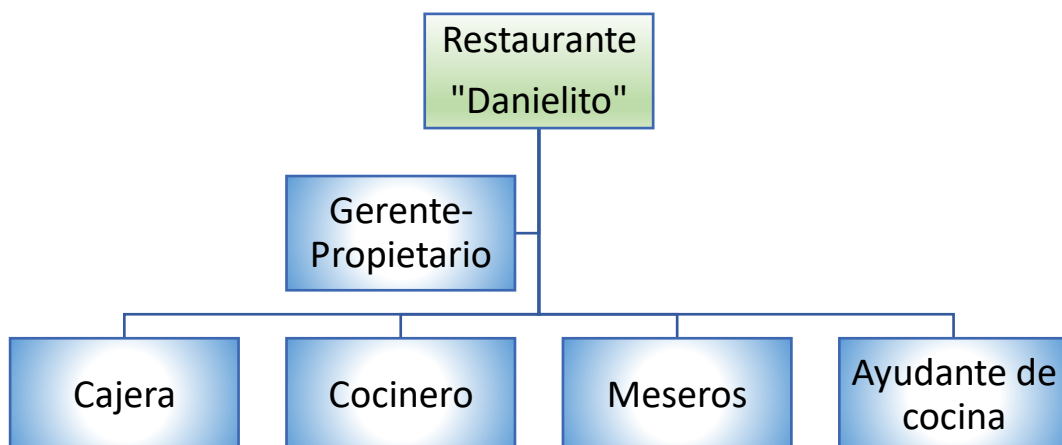 Restaurante
"Danielito"
Gerente-
Propietario
Cajera
Cocinero
Meseros
Ayudante de
cocina